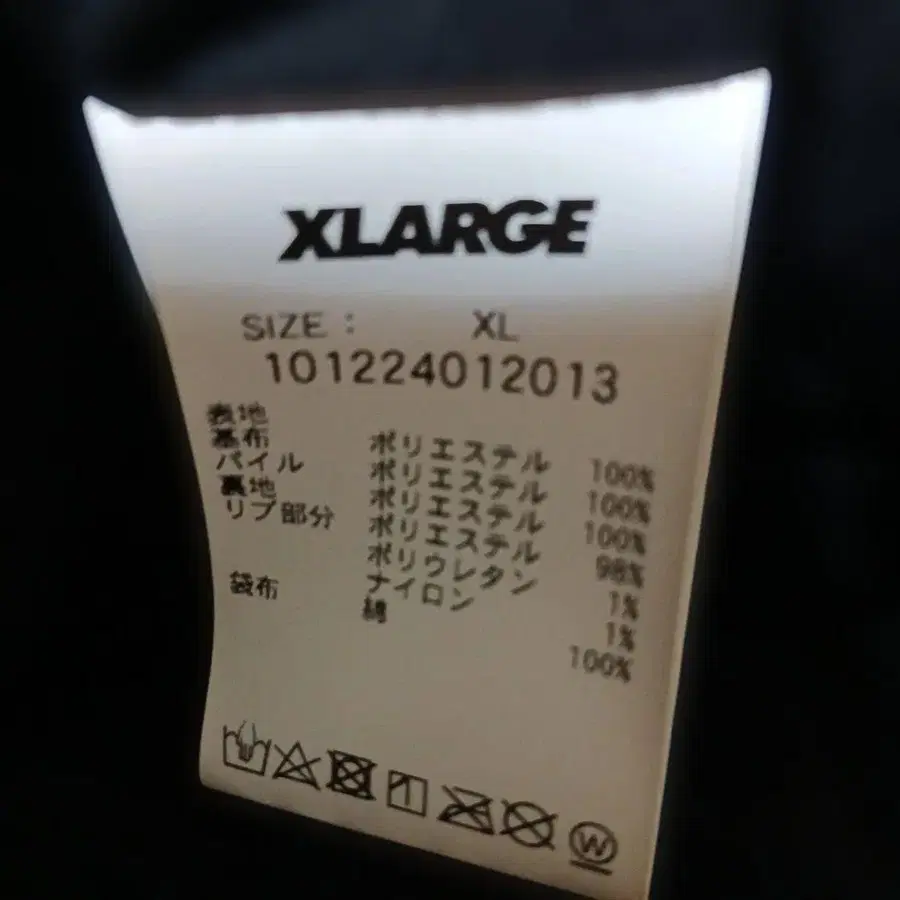 XLARGE
SIZE : XL
101224012013
表地
基布 ポリエステル 100%
パイル ポリエステル 100%
裏地 ポリエステル 100%
リブ部分 ポリエステル 98%
ポリウレタン 1%
ナイロン 1%
袋布 綿 100%
W